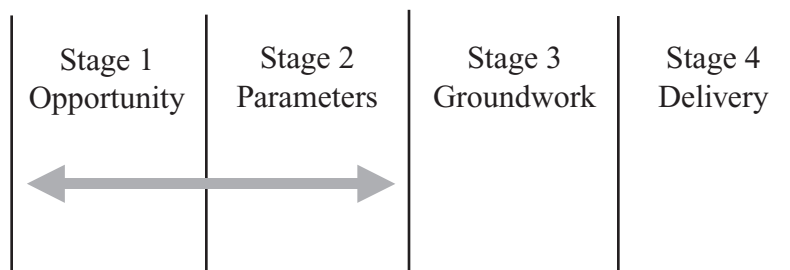 Stage 1
Opportunity
Stage 2
Parameters
Stage 3
Groundwork
Stage 4
Delivery